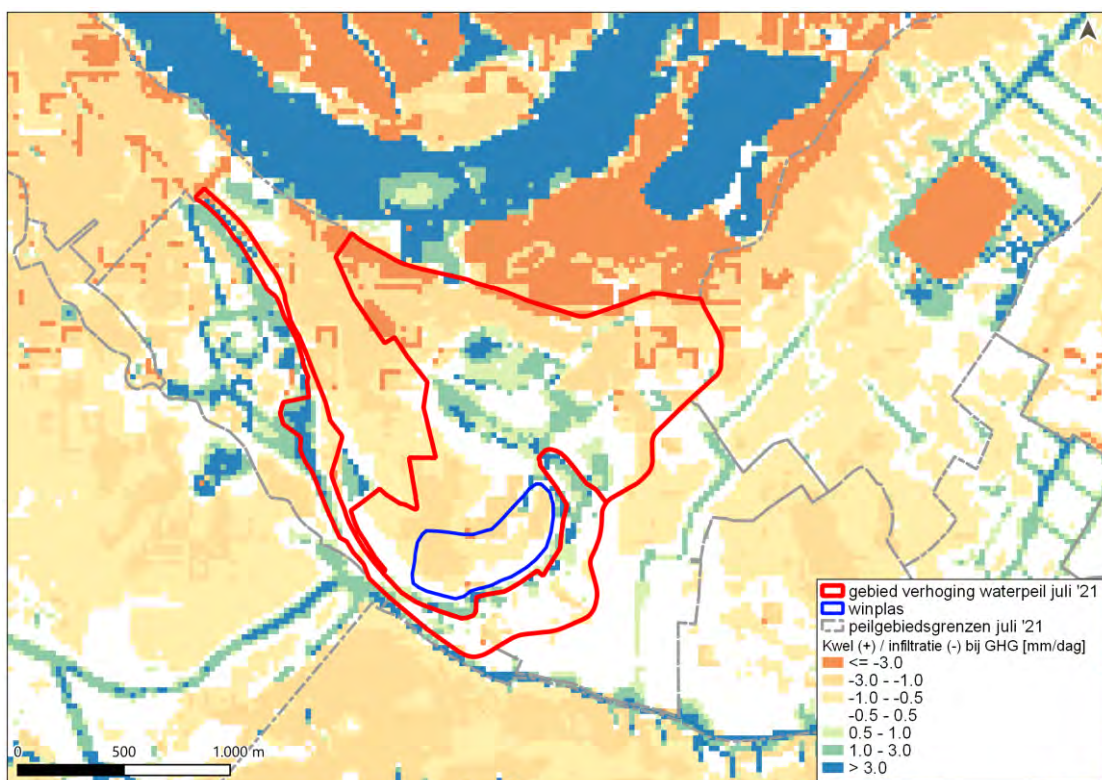 N
gebied verhoging waterpeil juli '21
winplas
peilgebiedsgrenzen juli '21
Kwel (+) / infiltratie (-) bij GHG [mm/dag]
<= -3.0
-3.0 - -1.0
-1.0 - -0.5
-0.5 - 0.5
0.5 - 1.0
1.0 - 3.0
> 3.0
0 500 1.000 m